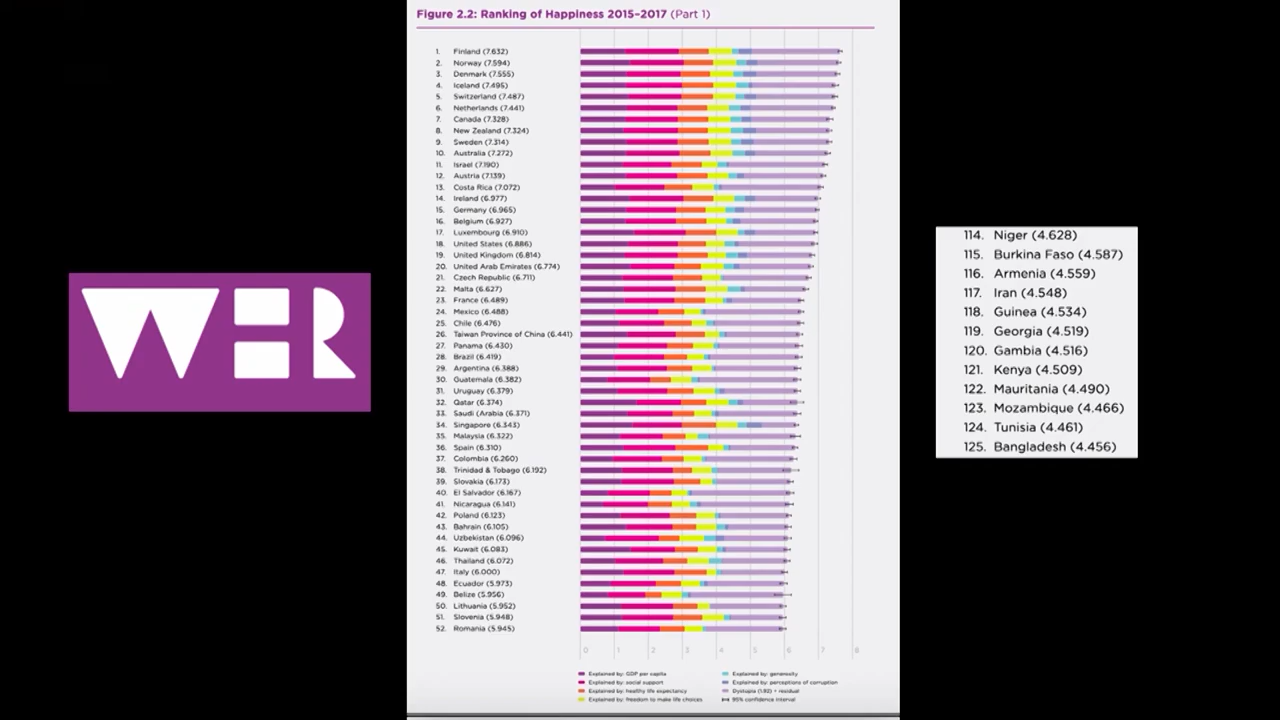 Figure 2.2: Ranking of Happiness 2015–2017 (Part 1)
1. Finland (7.632)
2. Norway (7.594)
3. Denmark (7.555)
4. Iceland (7.495)
5. Switzerland (7.487)
6. Netherlands (7.441)
7. Canada (7.328)
8. New Zealand (7.324)
9. Sweden (7.314)
10. Australia (7.272)
11. Israel (7.190)
12. Austria (7.139)
13. Costa Rica (7.072)
14. Ireland (6.977)
15. Germany (6.965)
16. Belgium (6.927)
17. Luxembourg (6.910)
18. United States (6.886)
19. United Kingdom (6.814)
20. United Arab Emirates (6.774)
21. Czech Republic (6.711)
22. Malta (6.627)
23. France (6.489)
24. Mexico (6.488)
25. Chile (6.476)
26. Taiwan Province of China (6.441)
27. Panama (6.430)
28. Brazil (6.419)
29. Argentina (6.388)
30. Guatemala (6.382)
31. Uruguay (6.379)
32. Qatar (6.374)
33. Saudi (Arabia (6.371)
34. Singapore (6.343)
35. Malaysia (6.322)
36. Spain (6.310)
37. Colombia (6.260)
38. Trinidad & Tobago (6.192)
39. Slovakia (6.173)
40. El Salvador (6.167)
41. Nicaragua (6.141)
42. Poland (6.123)
43. Bahrain (6.105)
44. Uzbekistan (6.096)
45. Kuwait (6.083)
46. Thailand (6.072)
47. Italy (6.000)
48. Ecuador (5.973)
49. Belize (5.956)
50. Lithuania (5.952)
51. Slovenia (5.948)
52. Romania (5.945)
0 1 2 3 4 5 6 7 8
Explained by: GDP per capita
Explained by: social support
Explained by: healthy life expectancy
Explained by: freedom to make life choices
Explained by: generosity
Explained by: perceptions of corruption
Dystopia (1.92) + residual
95% confidence interval
WHR
114. Niger (4.628)
115. Burkina Faso (4.587)
116. Armenia (4.559)
117. Iran (4.548)
118. Guinea (4.534)
119. Georgia (4.519)
120. Gambia (4.516)
121. Kenya (4.509)
122. Mauritania (4.490)
123. Mozambique (4.466)
124. Tunisia (4.461)
125. Bangladesh (4.456)